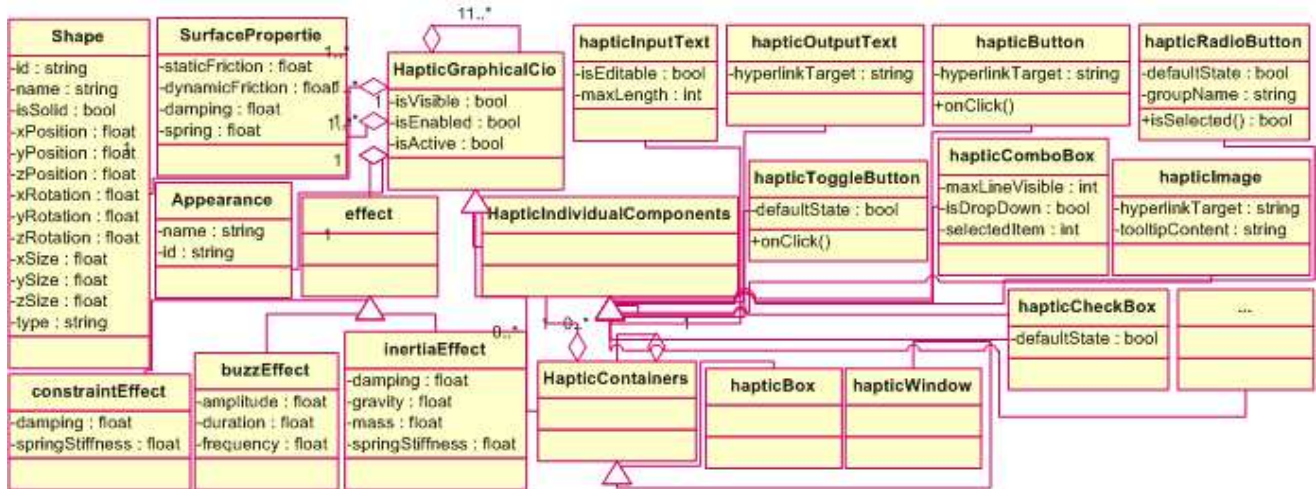 Shape
-id : string
-name : string
-isSolid : bool
-xPosition : float
-yPosition : float
-zPosition : float
-xRotation : float
-yRotation : float
-zRotation : float
-xSize : float
-ySize : float
-zSize : float
-type : string
SurfacePropertie
-staticFriction : float
-dynamicFriction : float
-damping : float
-spring : float
Appearance
-name : string
-id : string
11..*
1..*
HapticGraphicalCio
-isVisible : bool
-isEnabled : bool
-isActive : bool
1
1
effect
1
hapticInputText
-isEditable : bool
-maxLength : int
hapticOutputText
-hyperlinkTarget : string
hapticButton
-hyperlinkTarget : string
+onClick()
hapticRadioButton
-defaultState : bool
-groupName : string
+isSelected() : bool
HapticIndividualComponents
hapticToggleButton
-defaultState : bool
+onClick()
hapticComboBox
-maxLineVisible : int
-isDropDown : bool
-selectedItem : int
hapticImage
-hyperlinkTarget : string
-tooltipContent : string
hapticCheckBox
-defaultState : bool
...
0..*
0..*
1
constraintEffect
-damping : float
-springStiffness : float
buzzEffect
-amplitude : float
-duration : float
-frequency : float
inertiaEffect
-damping : float
-gravity : float
-mass : float
-springStiffness : float
HapticContainers
hapticBox
hapticWindow